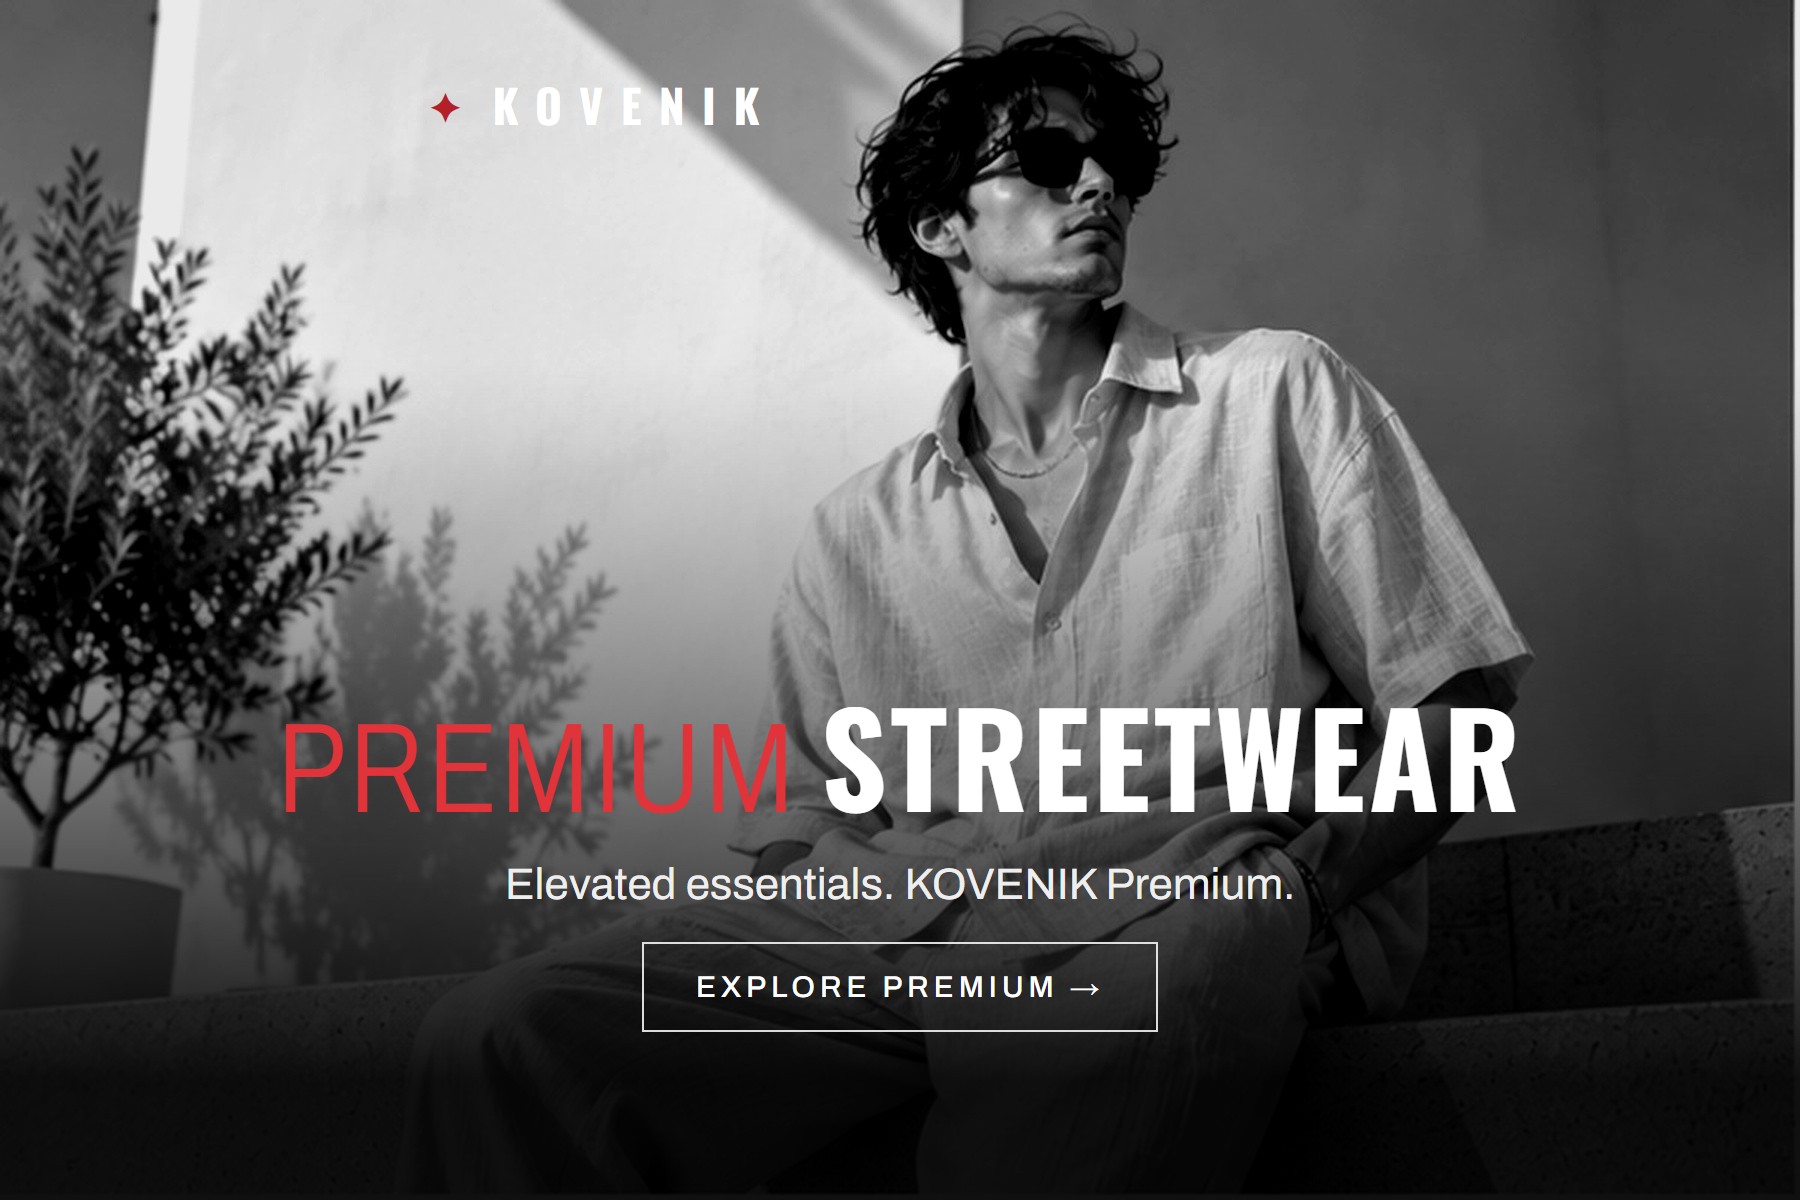 ✦ KOVENIK
PREMIUM STREETWEAR
Elevated essentials. KOVENIK Premium.
EXPLORE PREMIUM →